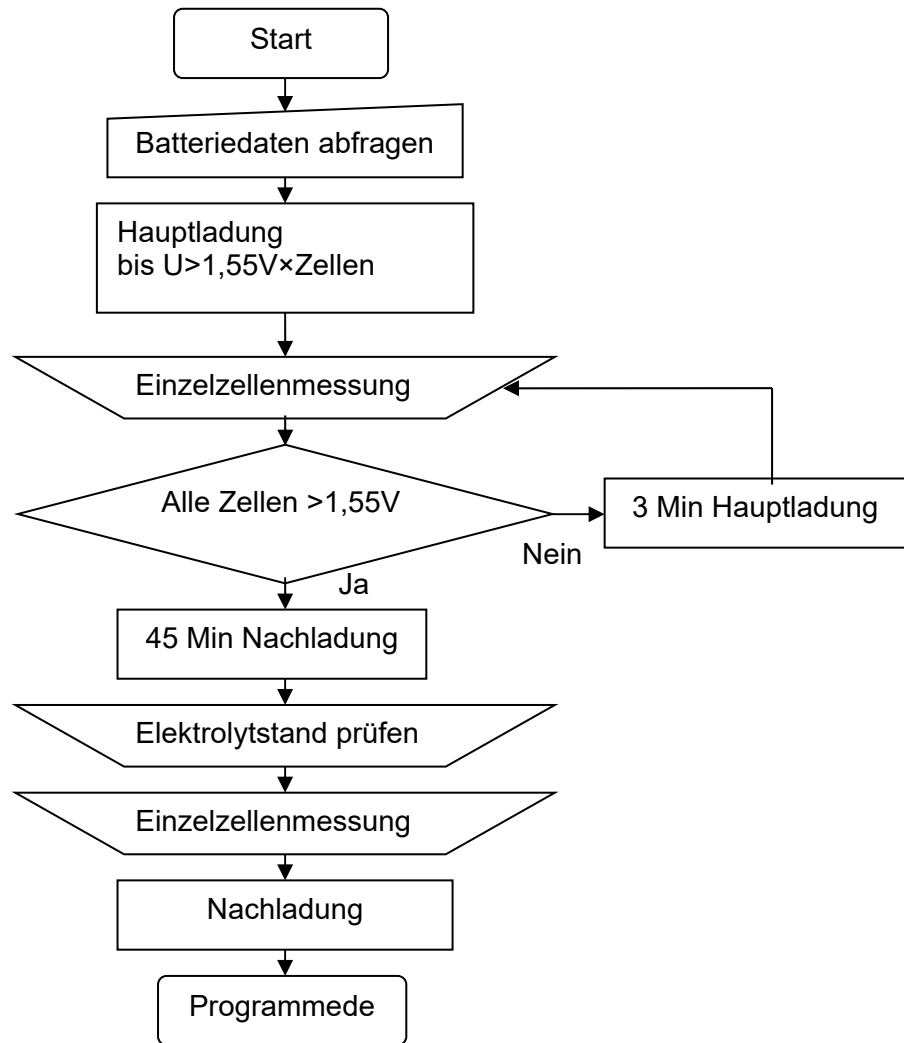 Start
Batteriedaten abfragen
Hauptladung
bis U>1,55V×Zellen
Einzelzellenmessung
Alle Zellen >1,55V
3 Min Hauptladung
Nein
Ja
45 Min Nachladung
Elektrolytstand prüfen
Einzelzellenmessung
Nachladung
Programmede